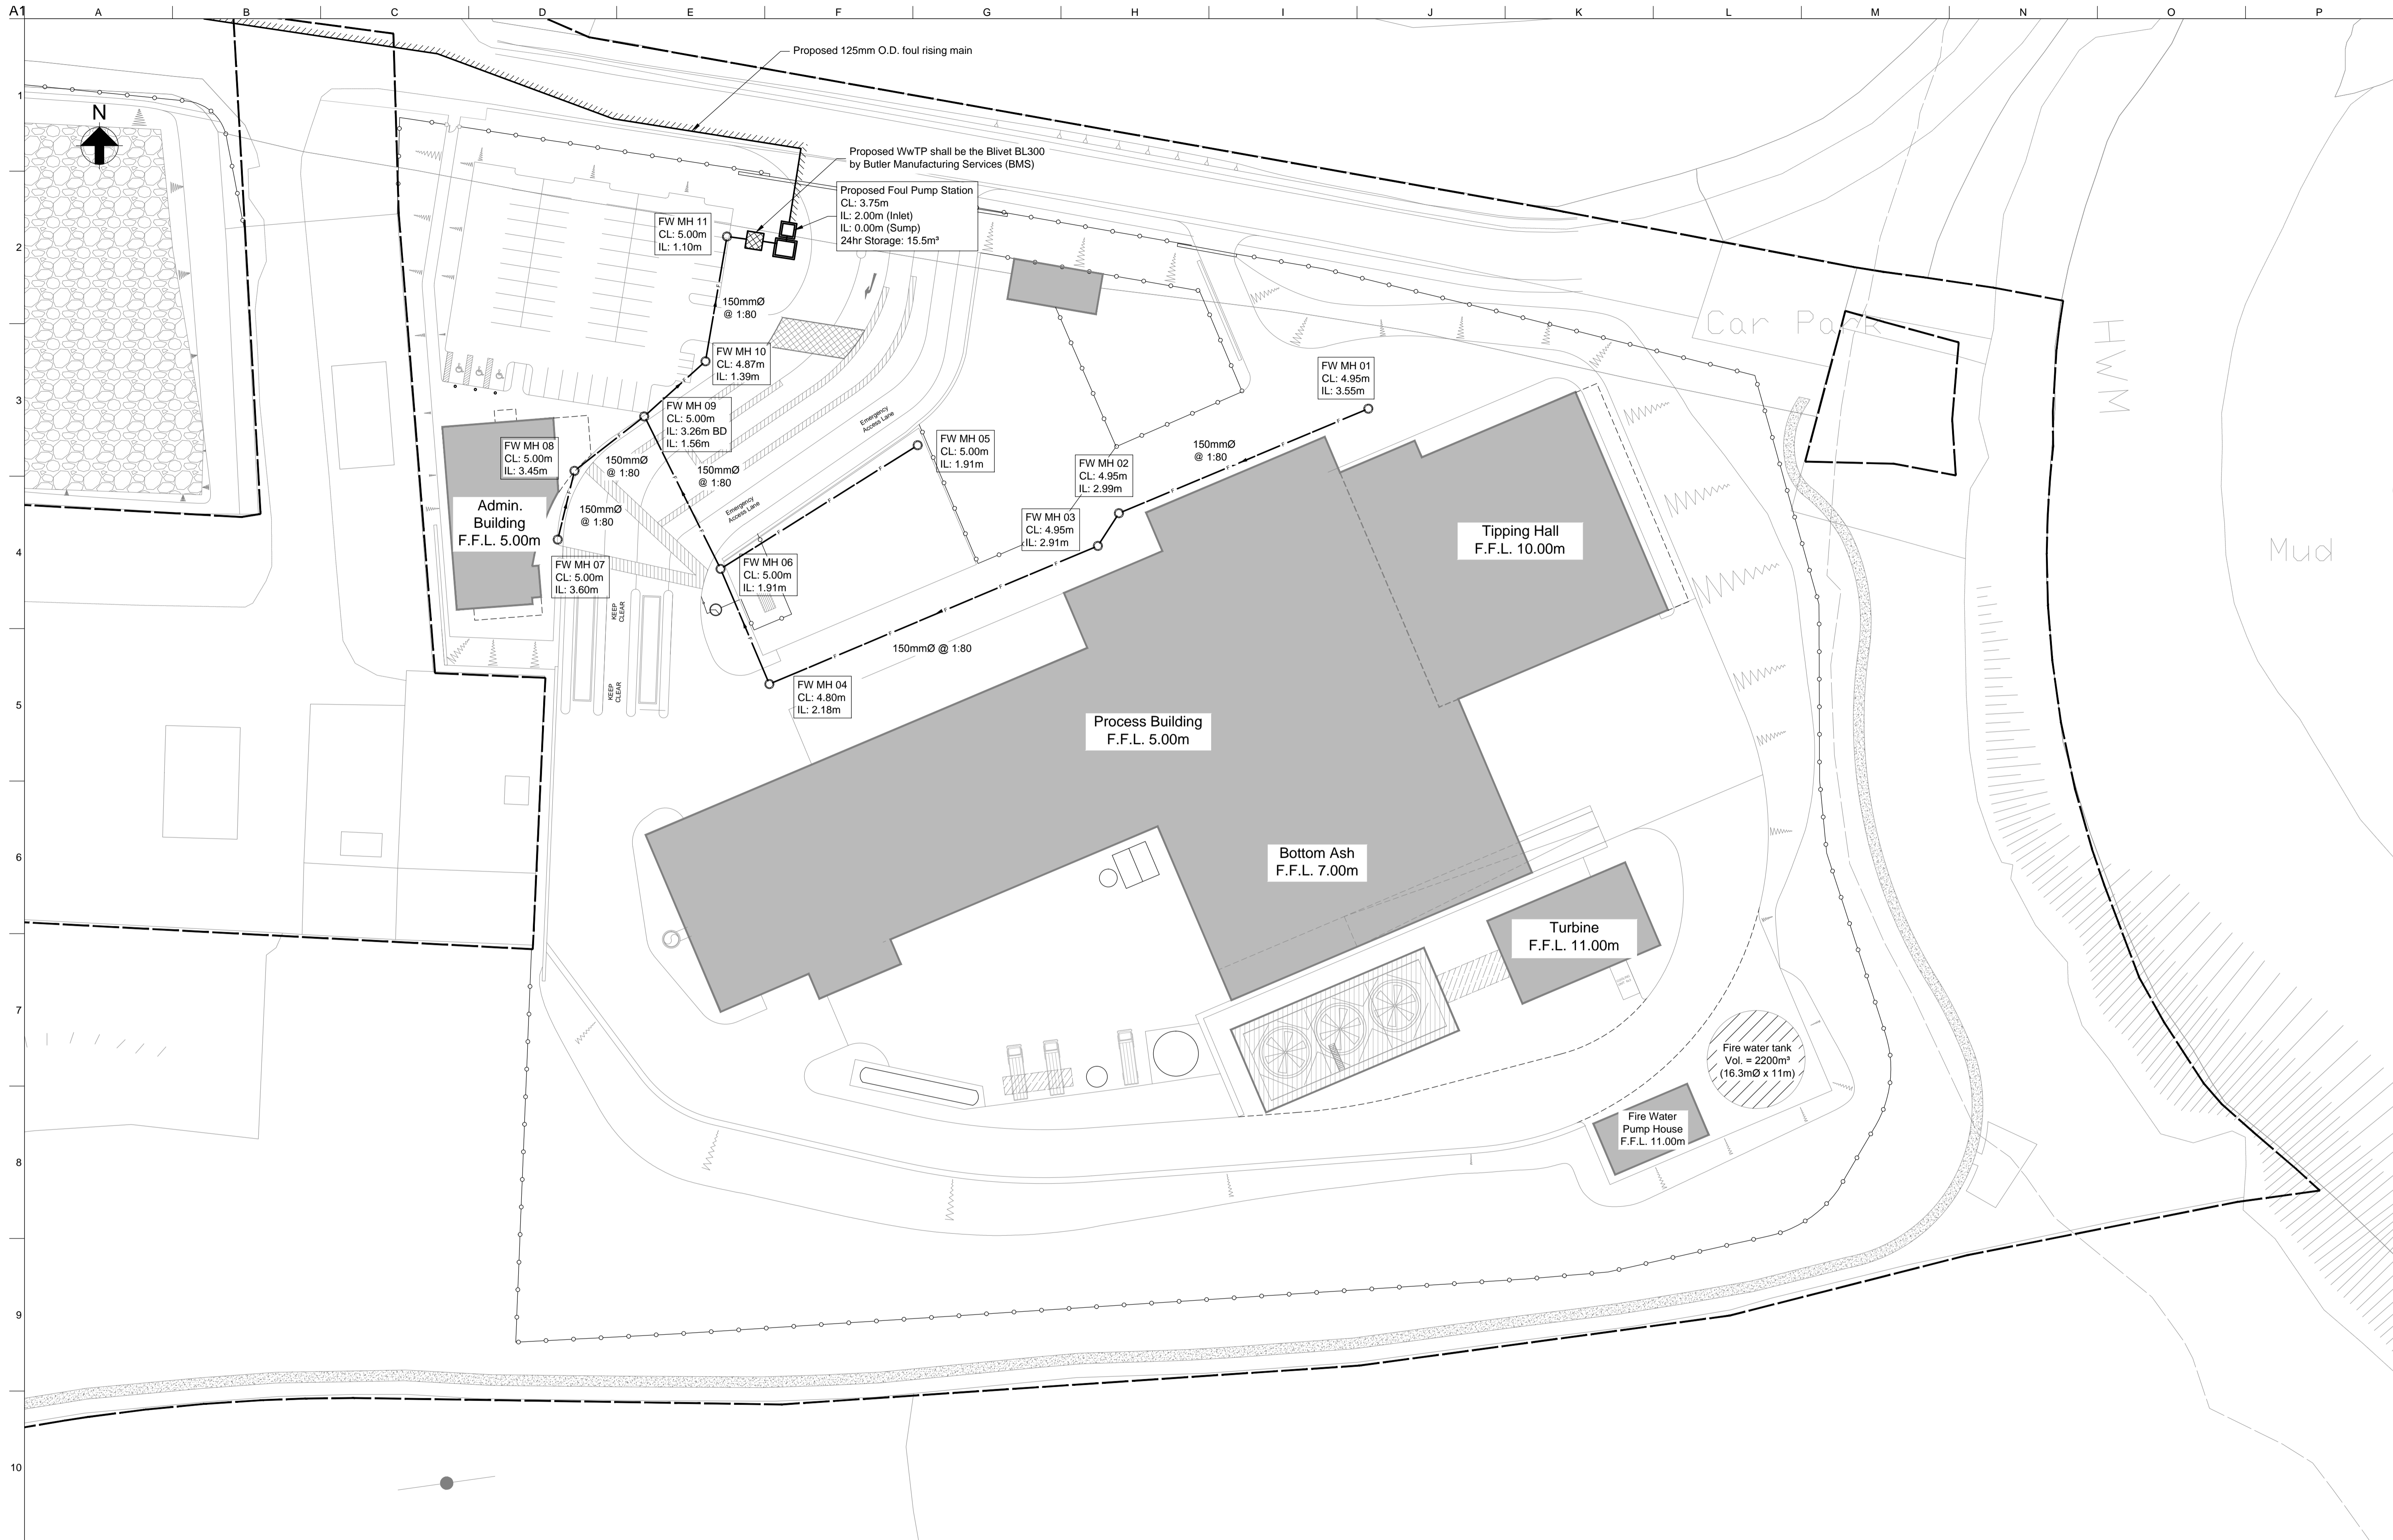 A1
A
B
C
D
E
F
G
H
I
J
K
L
M
N
O
P
1
2
3
4
5
6
7
8
9
10
N
Proposed 125mm O.D. foul rising main
Proposed WwTP shall be the Blivet BL300
by Butler Manufacturing Services (BMS)
Proposed Foul Pump Station
CL: 3.75m
IL: 2.00m (Inlet)
IL: 0.00m (Sump)
24hr Storage: 15.5m³
FW MH 11
CL: 5.00m
IL: 1.10m
150mmØ
@ 1:80
FW MH 10
CL: 4.87m
IL: 1.39m
FW MH 09
CL: 5.00m
IL: 3.26m BD
IL: 1.56m
FW MH 08
CL: 5.00m
IL: 3.45m
150mmØ
@ 1:80
150mmØ
@ 1:80
150mmØ
@ 1:80
Emergency
Access Lane
Emergency
Access Lane
FW MH 05
CL: 5.00m
IL: 1.91m
FW MH 01
CL: 4.95m
IL: 3.55m
150mmØ
@ 1:80
FW MH 02
CL: 4.95m
IL: 2.99m
FW MH 03
CL: 4.95m
IL: 2.91m
Admin.
Building
F.F.L. 5.00m
FW MH 07
CL: 5.00m
IL: 3.60m
FW MH 06
CL: 5.00m
IL: 1.91m
KEEP
CLEAR
KEEP
CLEAR
150mmØ @ 1:80
FW MH 04
CL: 4.80m
IL: 2.18m
Tipping Hall
F.F.L. 10.00m
Process Building
F.F.L. 5.00m
Bottom Ash
F.F.L. 7.00m
Turbine
F.F.L. 11.00m
Fire water tank
Vol. = 2200m³
(16.3mØ x 11m)
Fire Water
Pump House
F.F.L. 11.00m
Car Park
HWM
Mud